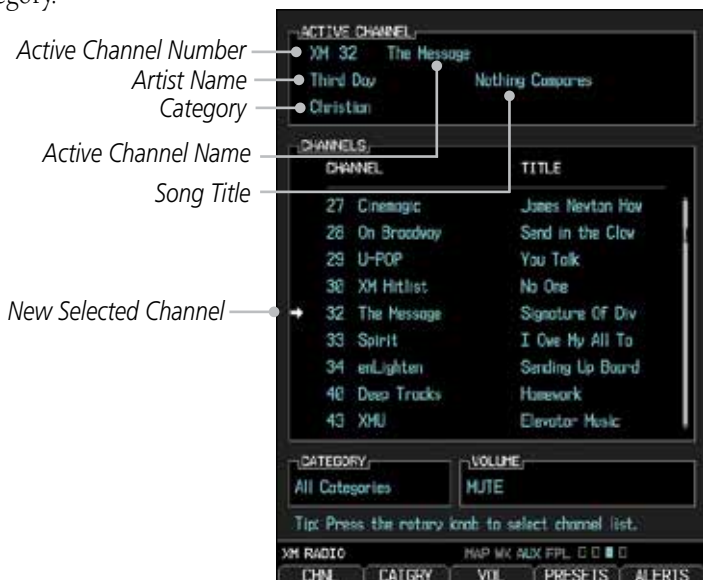 egory.
Active Channel Number
Artist Name
Category
Active Channel Name
Song Title
New Selected Channel
ACTIVE CHANNEL
XM 32 The Message
Third Day Nothing Compares
Christian
CHANNELS
CHANNEL TITLE
27 Cinemagic James Newton How
28 On Broadway Send in the Clow
29 U-POP You Talk
30 XM Hitlist No One
32 The Message Signature Of Div
33 Spirit I Owe My All To
34 enLighten Sending Up Board
40 Deep Tracks Homework
43 XMU Elevator Music
CATEGORY
All Categories
VOLUME
MUTE
Tip: Press the rotary knob to select channel list.
XM RADIO MAP WX AUX FPL
CHNL CATGRY VOL PRESETS ALERTS